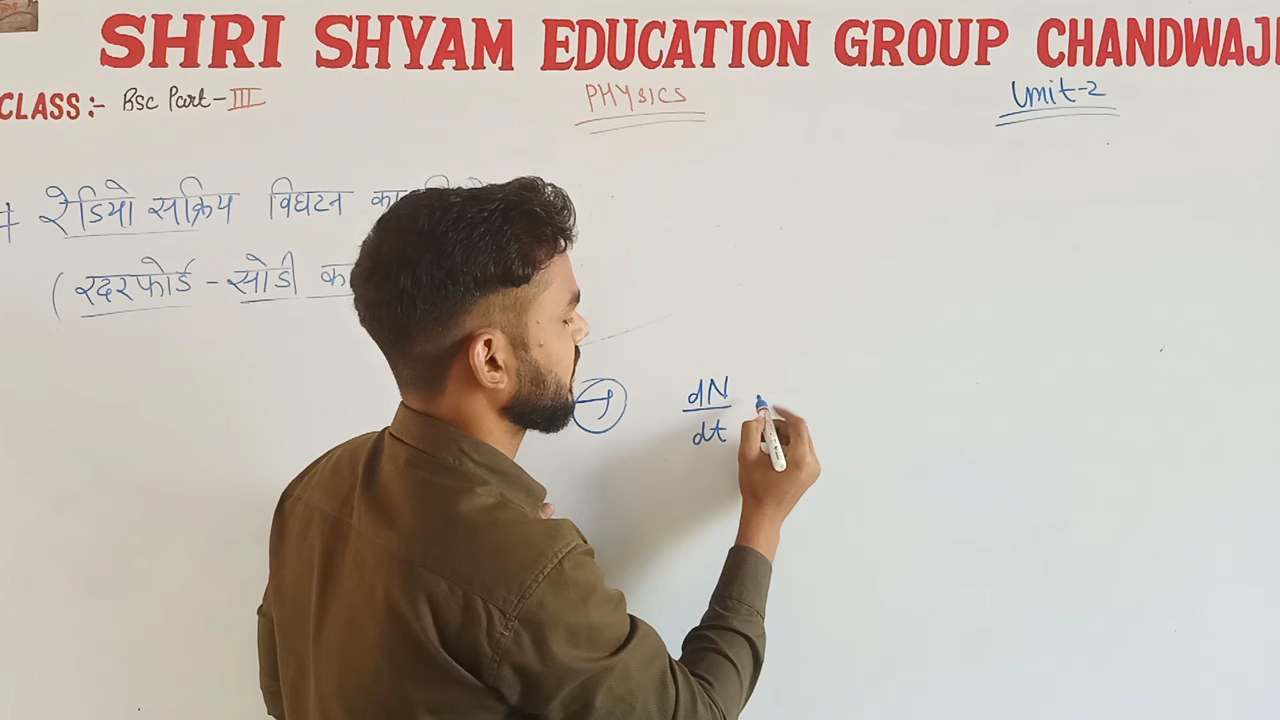 SHRI SHYAM EDUCATION GROUP CHANDWAJI
CLASS:- Bsc Part-III
PHYSICS
Unit-2
# रेडियो सक्रिय विघटन का
(रदरफोर्ड - सोडी
dN
dt